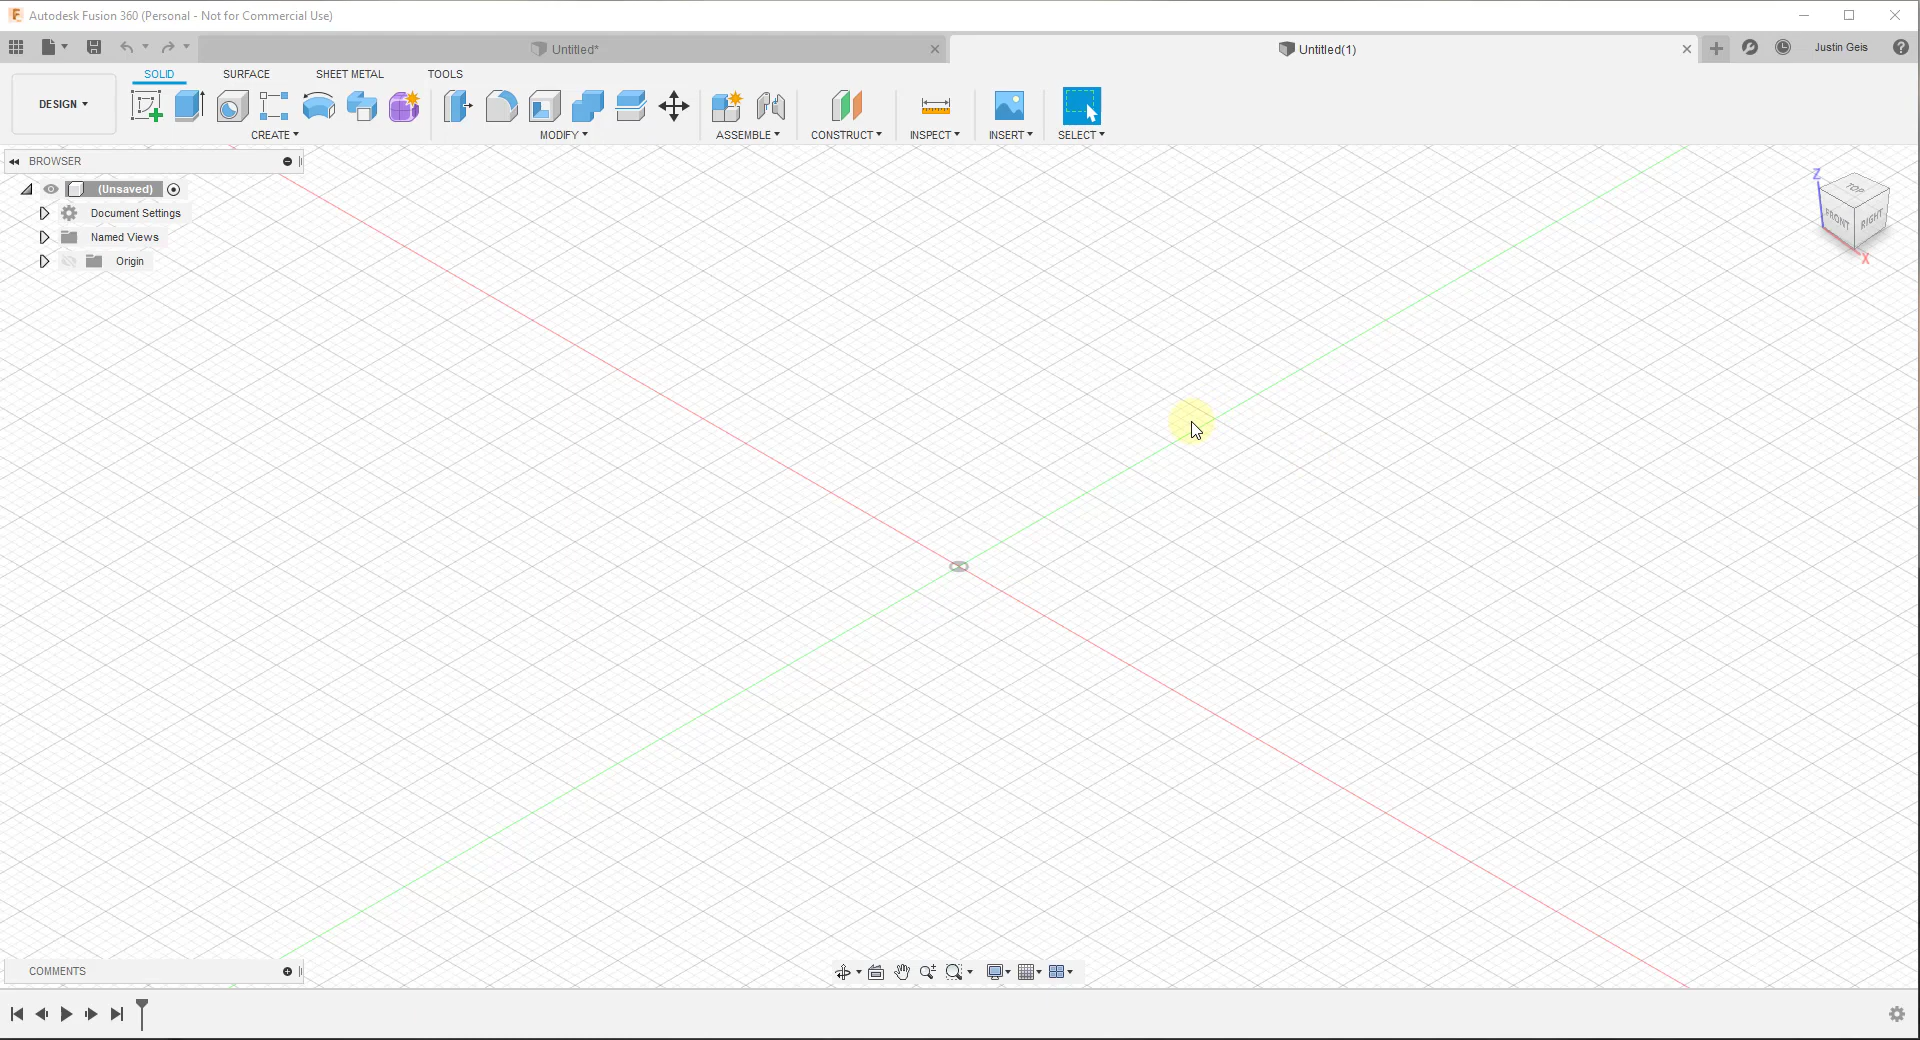 Autodesk Fusion 360 (Personal - Not for Commercial Use)
Untitled*
Untitled(1)
Justin Geis
SOLID
SURFACE
SHEET METAL
TOOLS
DESIGN
CREATE
MODIFY
ASSEMBLE
CONSTRUCT
INSPECT
INSERT
SELECT
BROWSER
(Unsaved)
Document Settings
Named Views
Origin
Z
TOP
FRONT
RIGHT
X
COMMENTS